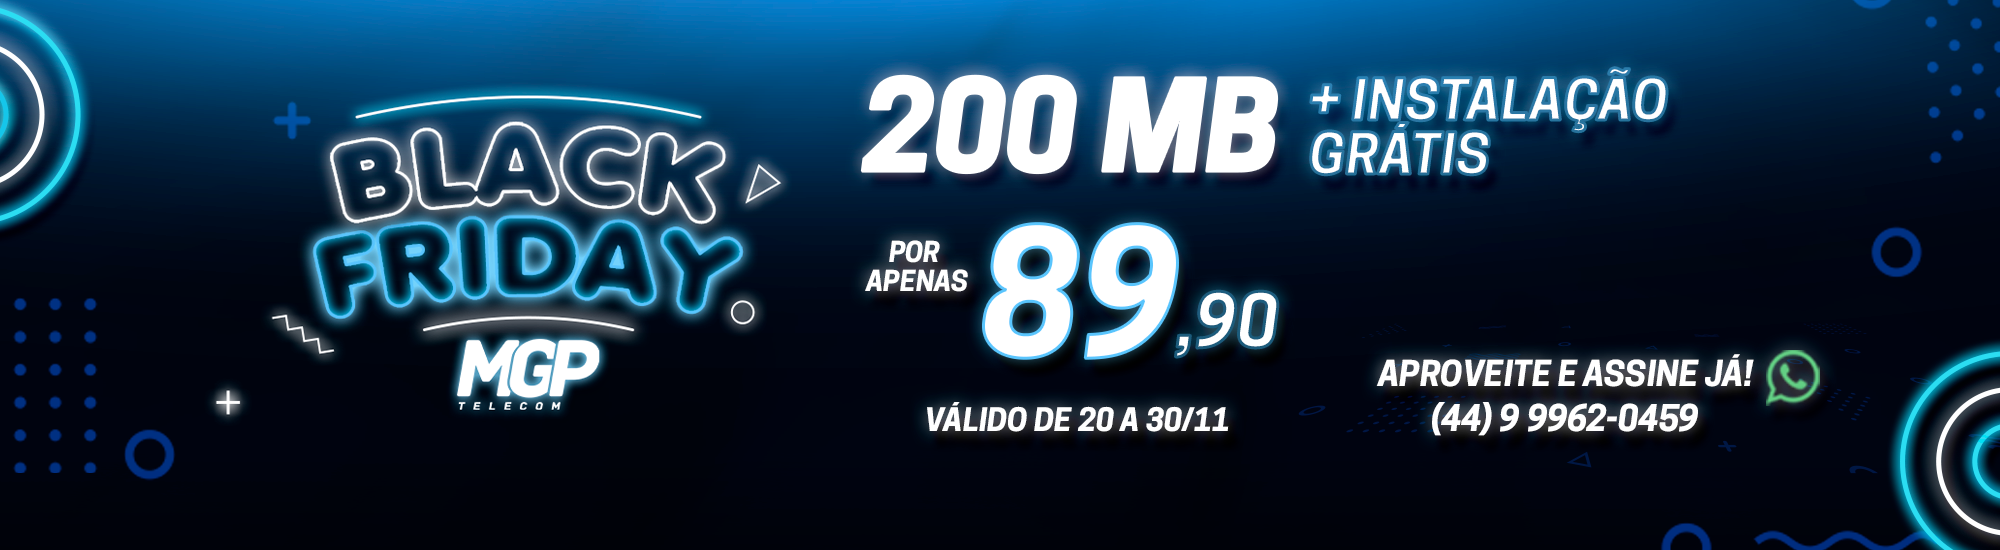 BLACK
FRIDAY
MGP
TELECOM
200 MB
+ INSTALAÇÃO
GRÁTIS
POR
APENAS
89,90
VÁLIDO DE 20 A 30/11
APROVEITE E ASSINE JÁ!
(44) 9 9962-0459